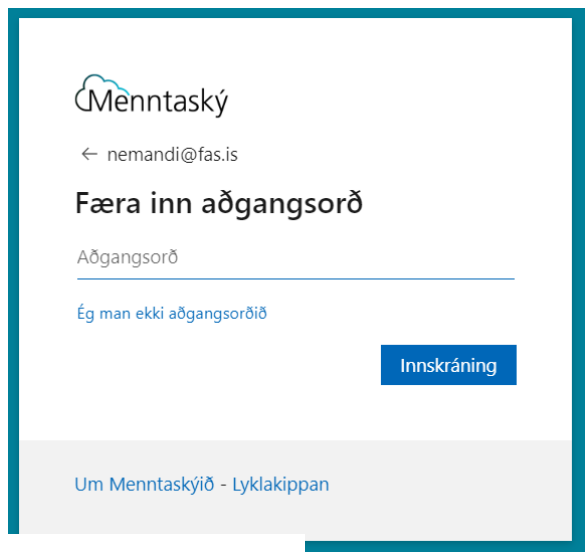 Menntaský
← nemandi@fas.is
Færa inn aðgangsorð
Aðgangsorð
Ég man ekki aðgangsorðið
Innskráning
Um Menntaskýið - Lyklakippan